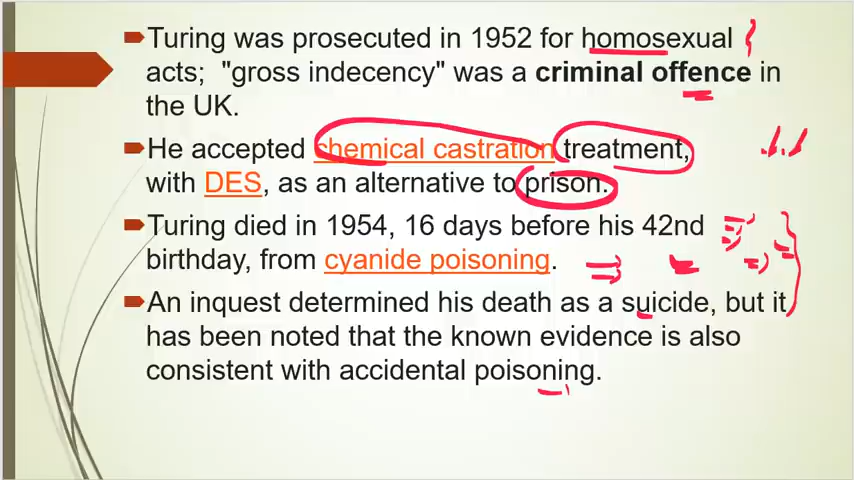 Turing was prosecuted in 1952 for homosexual
acts; "gross indecency" was a criminal offence in
the UK.
He accepted chemical castration treatment,
with DES, as an alternative to prison.
Turing died in 1954, 16 days before his 42nd
birthday, from cyanide poisoning.
An inquest determined his death as a suicide, but it
has been noted that the known evidence is also
consistent with accidental poisoning.